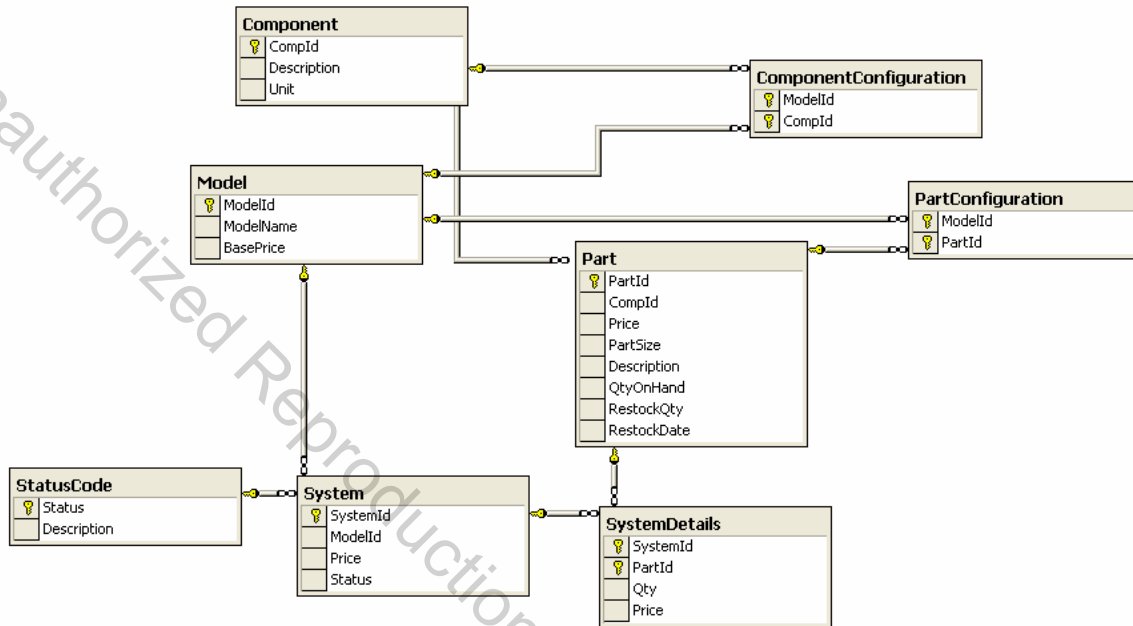 Component
CompId
Description
Unit
ComponentConfiguration
ModelId
CompId
Model
ModelId
ModelName
BasePrice
PartConfiguration
ModelId
PartId
Part
PartId
CompId
Price
PartSize
Description
QtyOnHand
RestockQty
RestockDate
StatusCode
Status
Description
System
SystemId
ModelId
Price
Status
SystemDetails
SystemId
PartId
Qty
Price
Reproduction